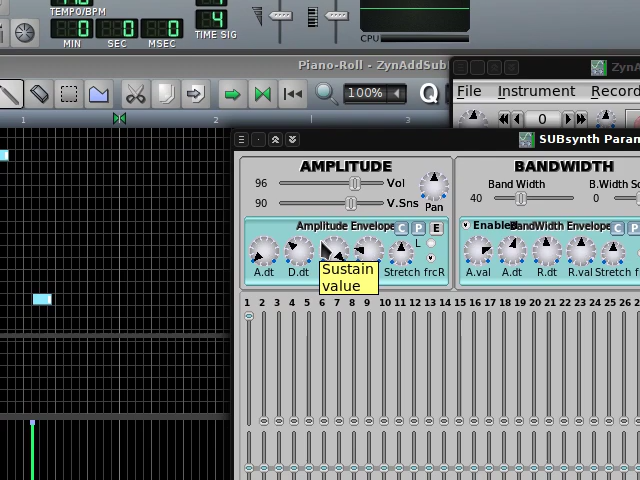 TEMPO/BPM
0 0 0
MIN SEC MSEC
4
TIME SIG
CPU
Piano-Roll - ZynAddSub
ZynA
100%
Q
File Instrument Record
0
1 2 3
SUBsynth Param
AMPLITUDE
96 Vol
90 V.Sns
Pan
Amplitude Envelope
C P E
L
A.dt D.dt Stretch frcR
Sustain
value
BANDWIDTH
Band Width B.Width Sc
40 0
Enabled BandWidth Envelope
C P
A.val A.dt R.dt R.val Stretch f
1 2 3 4 5 6 7 8 9 10 11 12 13 14 15 16 17 18 19 20 21 22 23 24 25 26 2